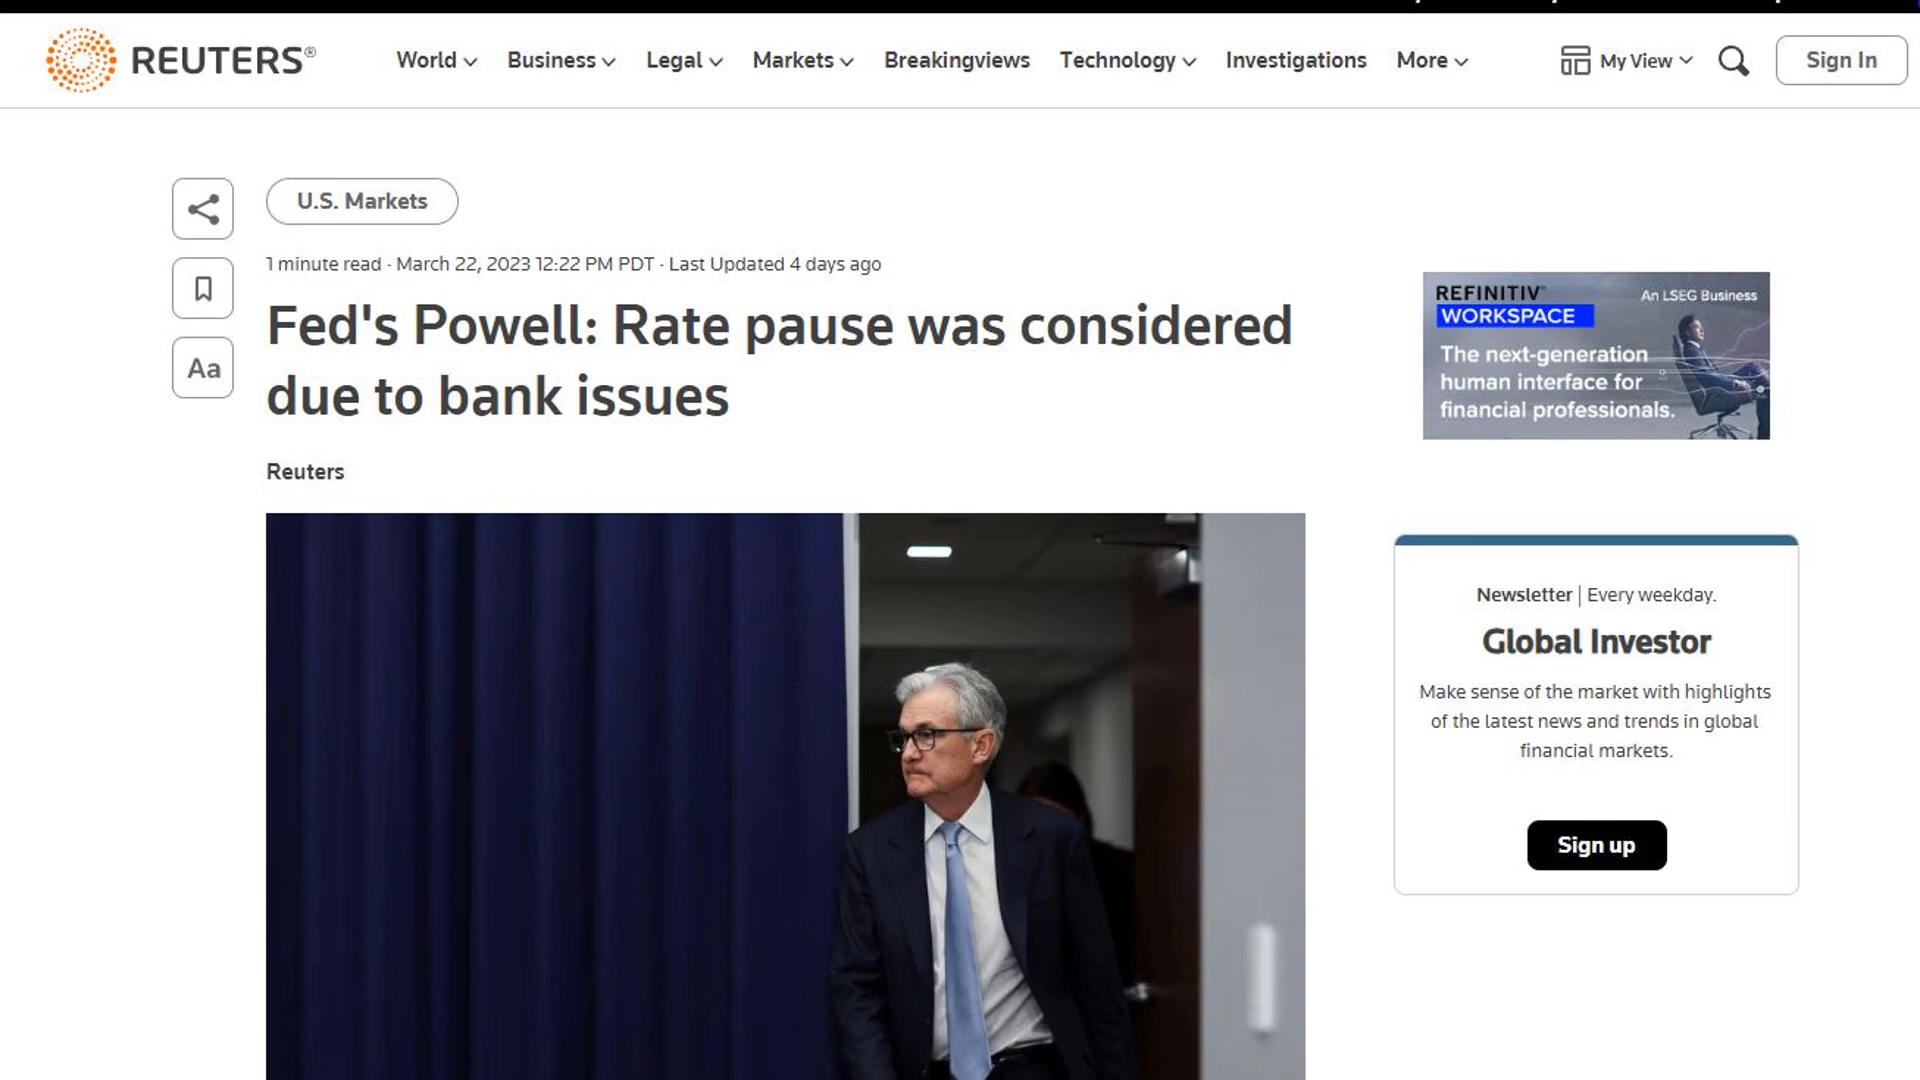 REUTERS®
World Business Legal Markets Breakingviews Technology Investigations More
My View
Sign In
U.S. Markets
1 minute read · March 22, 2023 12:22 PM PDT · Last Updated 4 days ago
Fed's Powell: Rate pause was considered
due to bank issues
Reuters
Aa
REFINITIV
An LSEG Business
WORKSPACE
The next-generation
human interface for
financial professionals.
Newsletter | Every weekday.
Global Investor
Make sense of the market with highlights
of the latest news and trends in global
financial markets.
Sign up